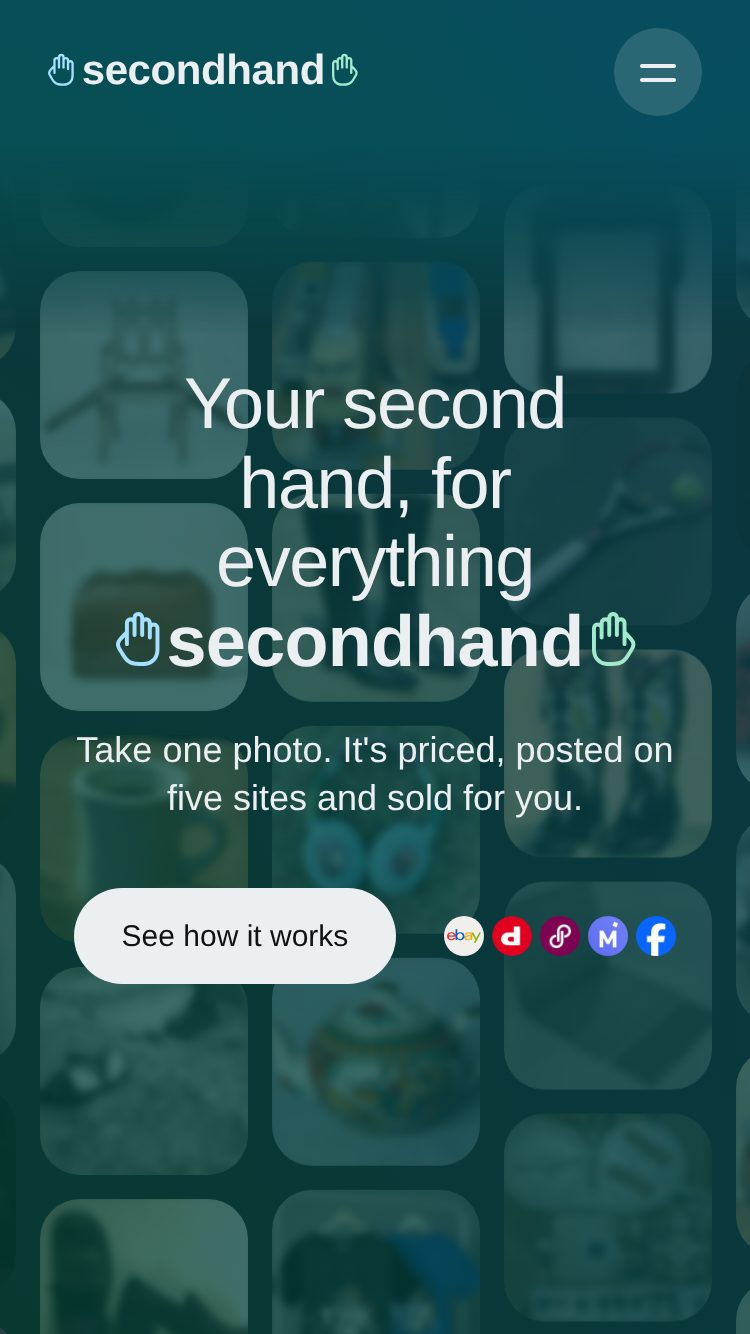 secondhand
Your second
hand, for
everything
secondhand
Take one photo. It's priced, posted on
five sites and sold for you.
See how it works
ebay